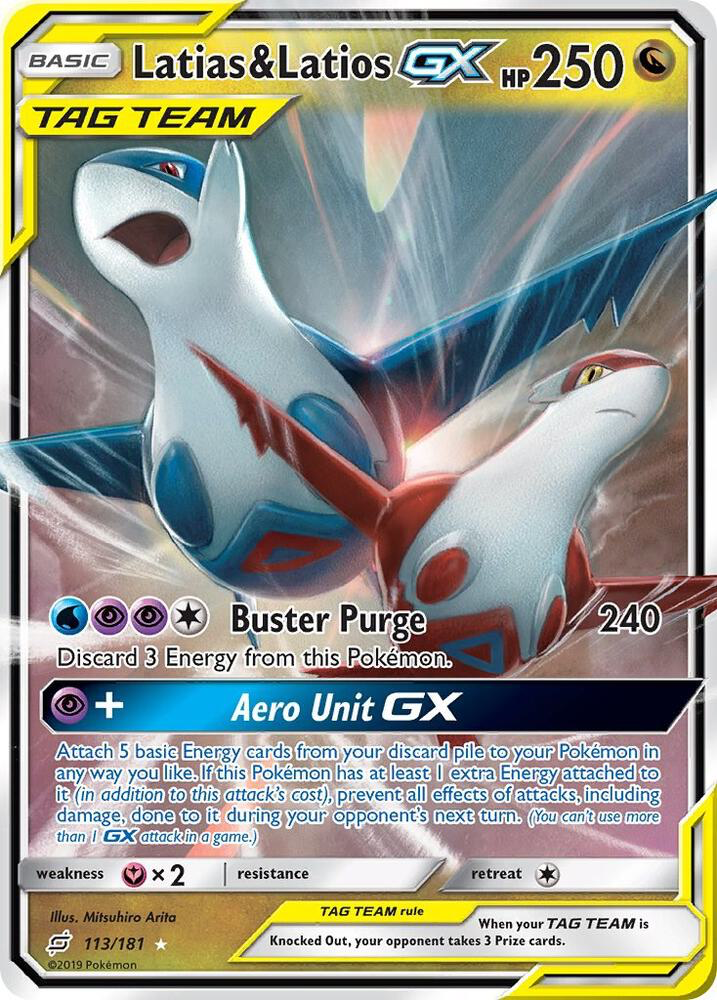 BASIC Latias&Latios GX HP250
TAG TEAM
Buster Purge 240
Discard 3 Energy from this Pokémon.
+ Aero Unit GX
Attach 5 basic Energy cards from your discard pile to your Pokémon in
any way you like. If this Pokémon has at least 1 extra Energy attached to
it (in addition to this attack's cost), prevent all effects of attacks, including
damage, done to it during your opponent's next turn. (You can't use more
than 1 GX attack in a game.)
weakness ×2 resistance retreat
Illus. Mitsuhiro Arita
113/181
©2019 Pokémon
TAG TEAM rule
When your TAG TEAM is
Knocked Out, your opponent takes 3 Prize cards.